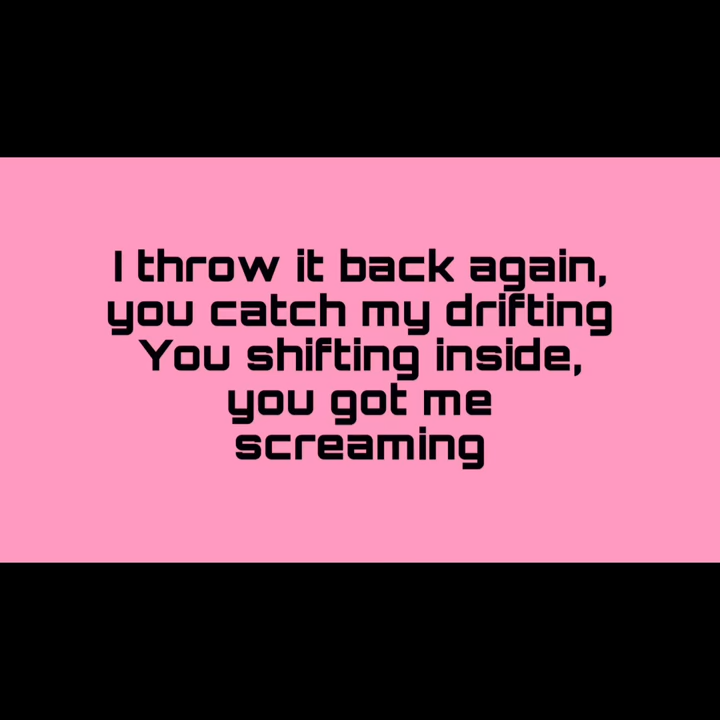 I throw it back again,
you catch my drifting
You shifting inside,
you got me
screaming